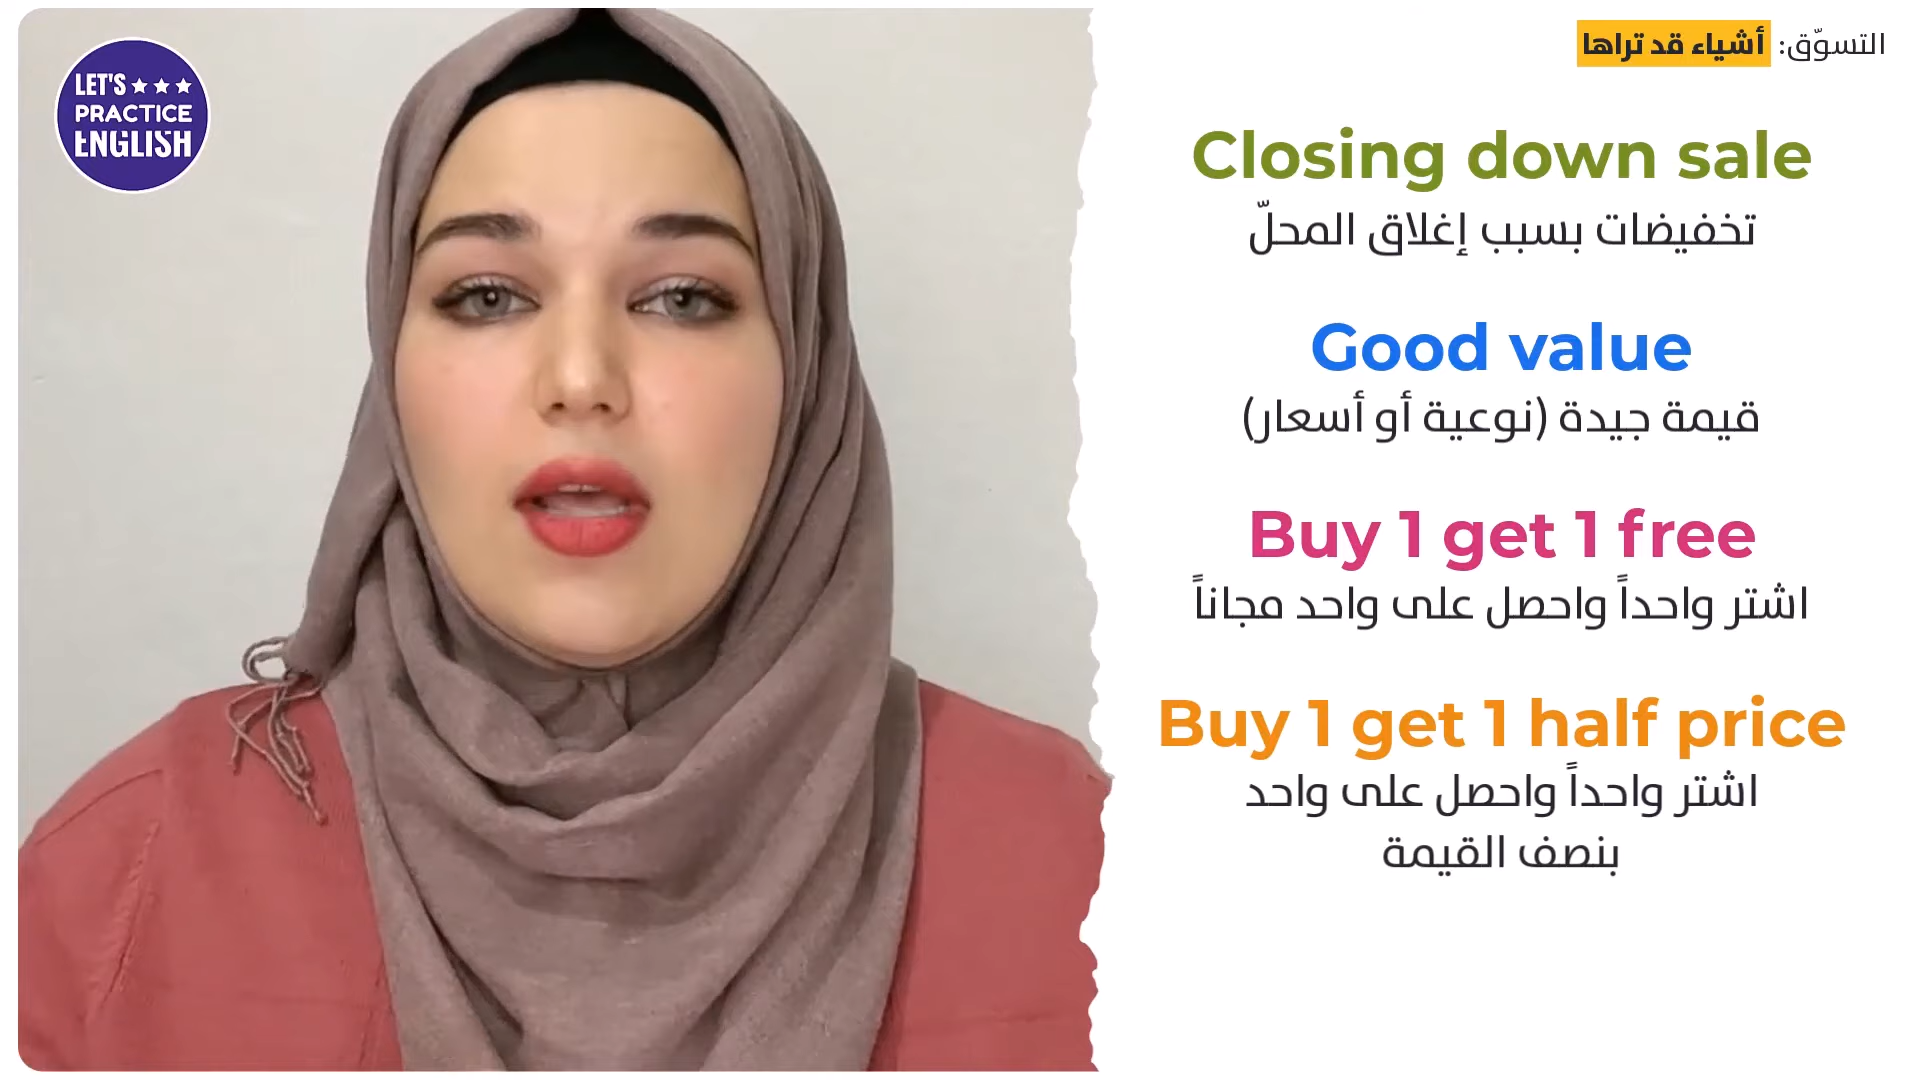 LET'S
PRACTICE
ENGLISH
التسوّق: أشياء قد تراها
Closing down sale
تخفيضات بسبب إغلاق المحلّ
Good value
قيمة جيدة (نوعية أو أسعار)
Buy 1 get 1 free
اشتر واحداً واحصل على واحد مجاناً
Buy 1 get 1 half price
اشتر واحداً واحصل على واحد
بنصف القيمة